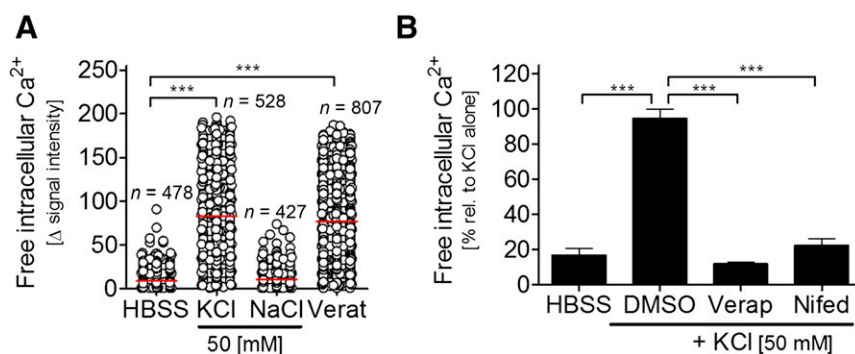 A
Free intracellular Ca2+
[Δ signal intensity]
250
200
150
100
50
0
***
***
n = 528
n = 807
n = 478
n = 427
HBSS KCl NaCl Verat
50 [mM]
B
Free intracellular Ca2+
[% rel. to KCl alone]
120
100
80
60
40
20
0
***
***
***
HBSS DMSO Verap Nifed
+ KCl [50 mM]